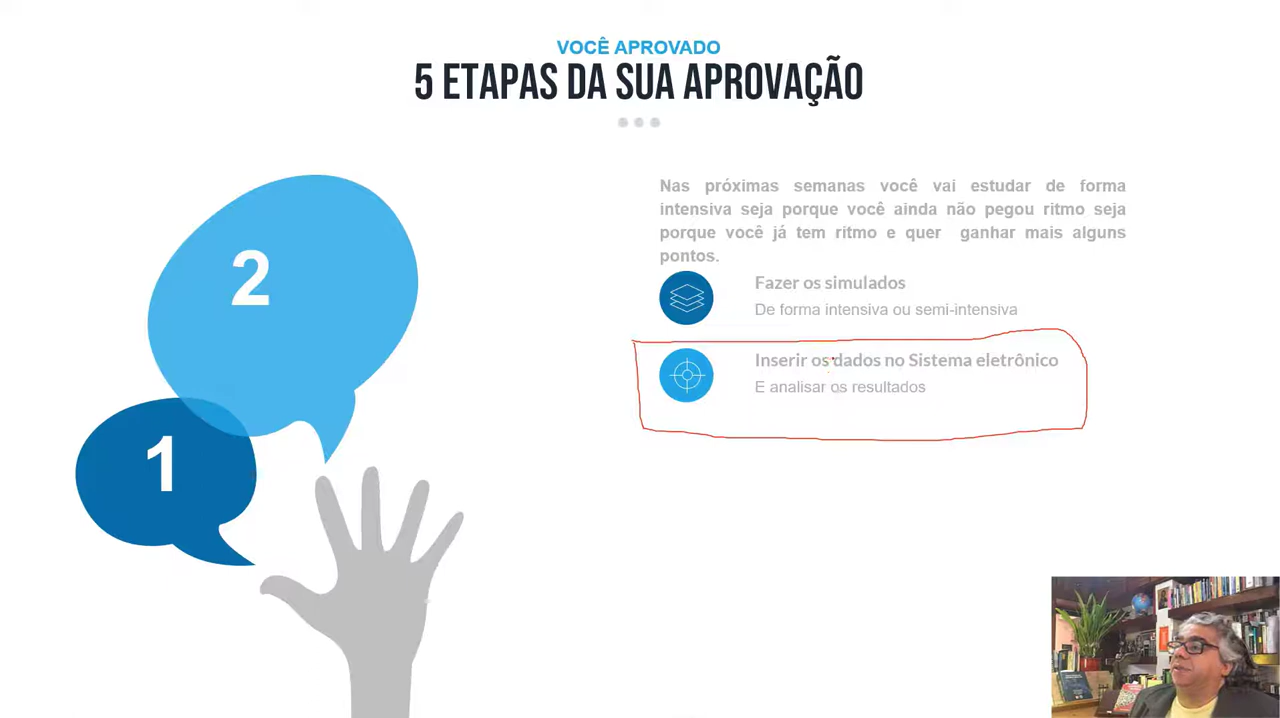 VOCÊ APROVADO
5 ETAPAS DA SUA APROVAÇÃO
Nas próximas semanas você vai estudar de forma
intensiva seja porque você ainda não pegou ritmo seja
porque você já tem ritmo e quer ganhar mais alguns
pontos.
Fazer os simulados
De forma intensiva ou semi-intensiva
Inserir os dados no Sistema eletrônico
E analisar os resultados
2
1